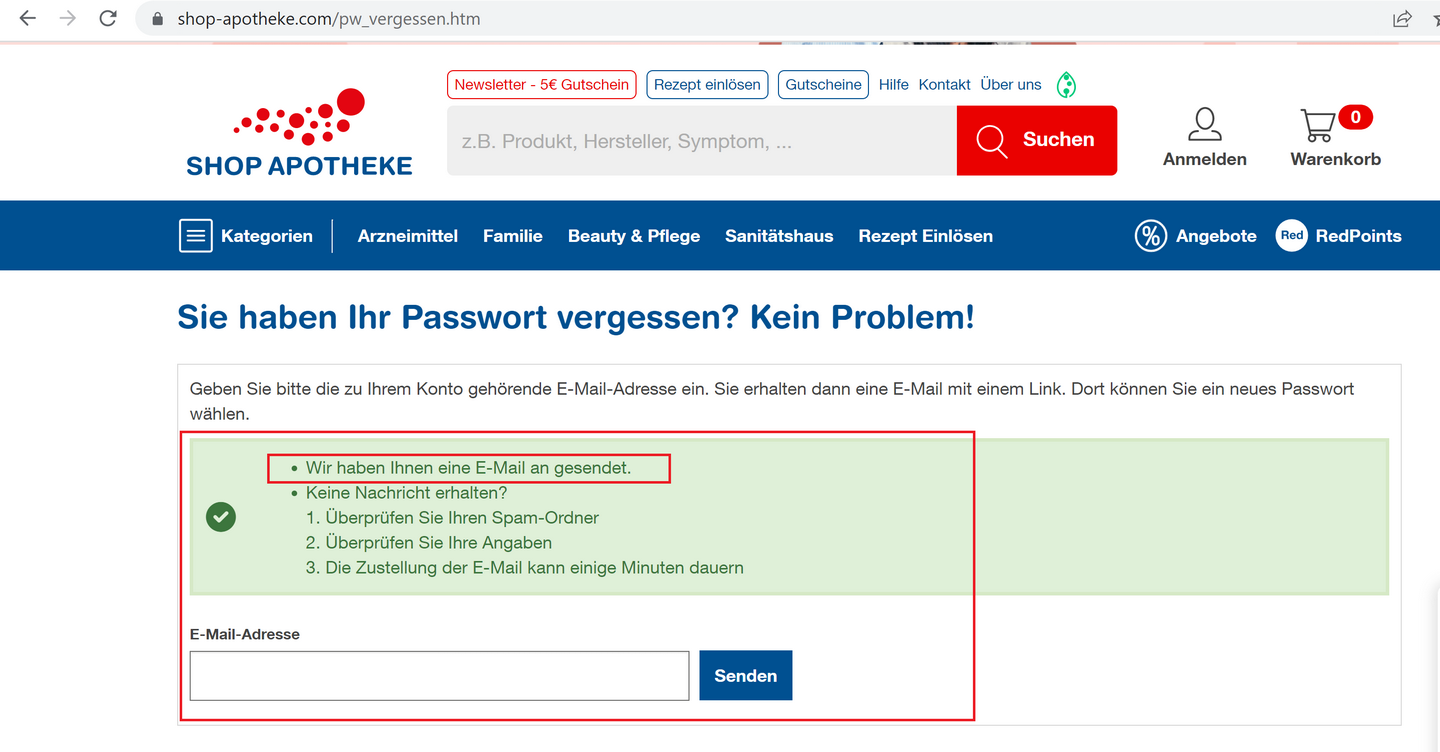 shop-apotheke.com/pw_vergessen.htm
Newsletter - 5€ Gutschein
Rezept einlösen
Gutscheine
Hilfe
Kontakt
Über uns
SHOP APOTHEKE
z.B. Produkt, Hersteller, Symptom, ...
Suchen
Anmelden
0
Warenkorb
Kategorien
Arzneimittel
Familie
Beauty & Pflege
Sanitätshaus
Rezept Einlösen
%
Angebote
Red
RedPoints
Sie haben Ihr Passwort vergessen? Kein Problem!
Geben Sie bitte die zu Ihrem Konto gehörende E-Mail-Adresse ein. Sie erhalten dann eine E-Mail mit einem Link. Dort können Sie ein neues Passwort
wählen.
• Wir haben Ihnen eine E-Mail an gesendet.
• Keine Nachricht erhalten?
1. Überprüfen Sie Ihren Spam-Ordner
2. Überprüfen Sie Ihre Angaben
3. Die Zustellung der E-Mail kann einige Minuten dauern
E-Mail-Adresse
Senden